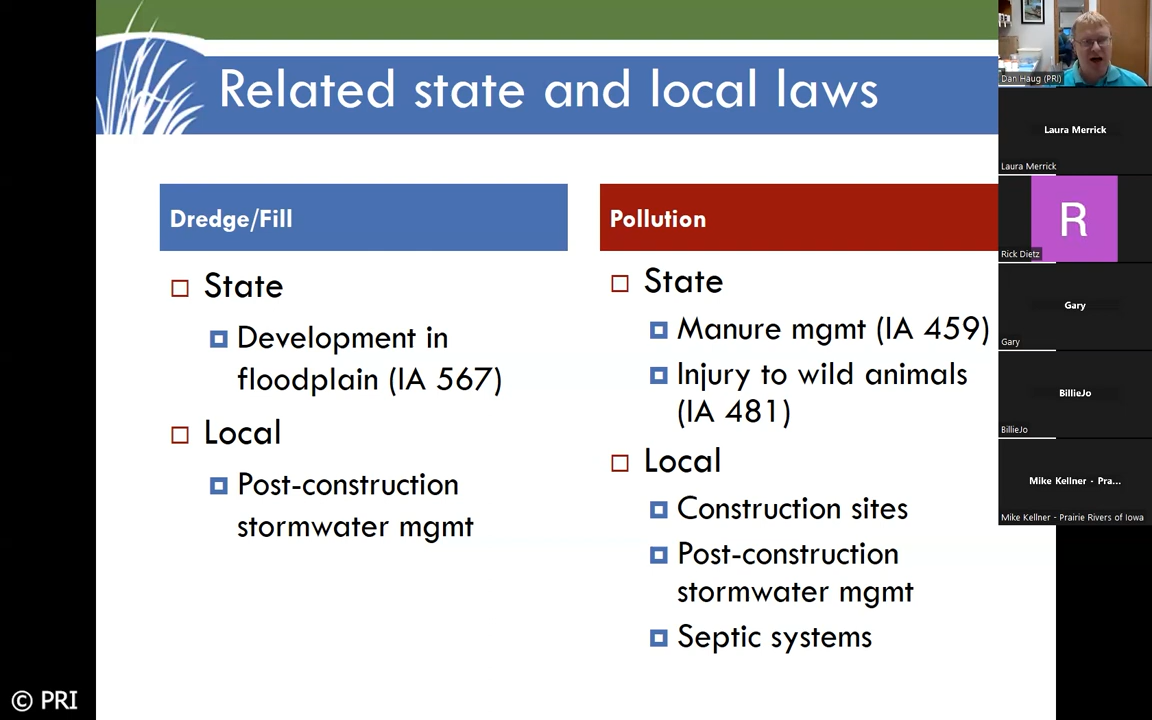 Related state and local laws
Dredge/Fill
State
Development in
floodplain (IA 567)
Local
Post-construction
stormwater mgmt
Pollution
State
Manure mgmt (IA 459)
Injury to wild animals
(IA 481)
Local
Construction sites
Post-construction
stormwater mgmt
Septic systems
Dan Haug (PRI)
Laura Merrick
Laura Merrick
R
Rick Dietz
Gary
Gary
BillieJo
BillieJo
Mike Kellner - Pra...
Mike Kellner - Prairie Rivers of Iowa
© PRI